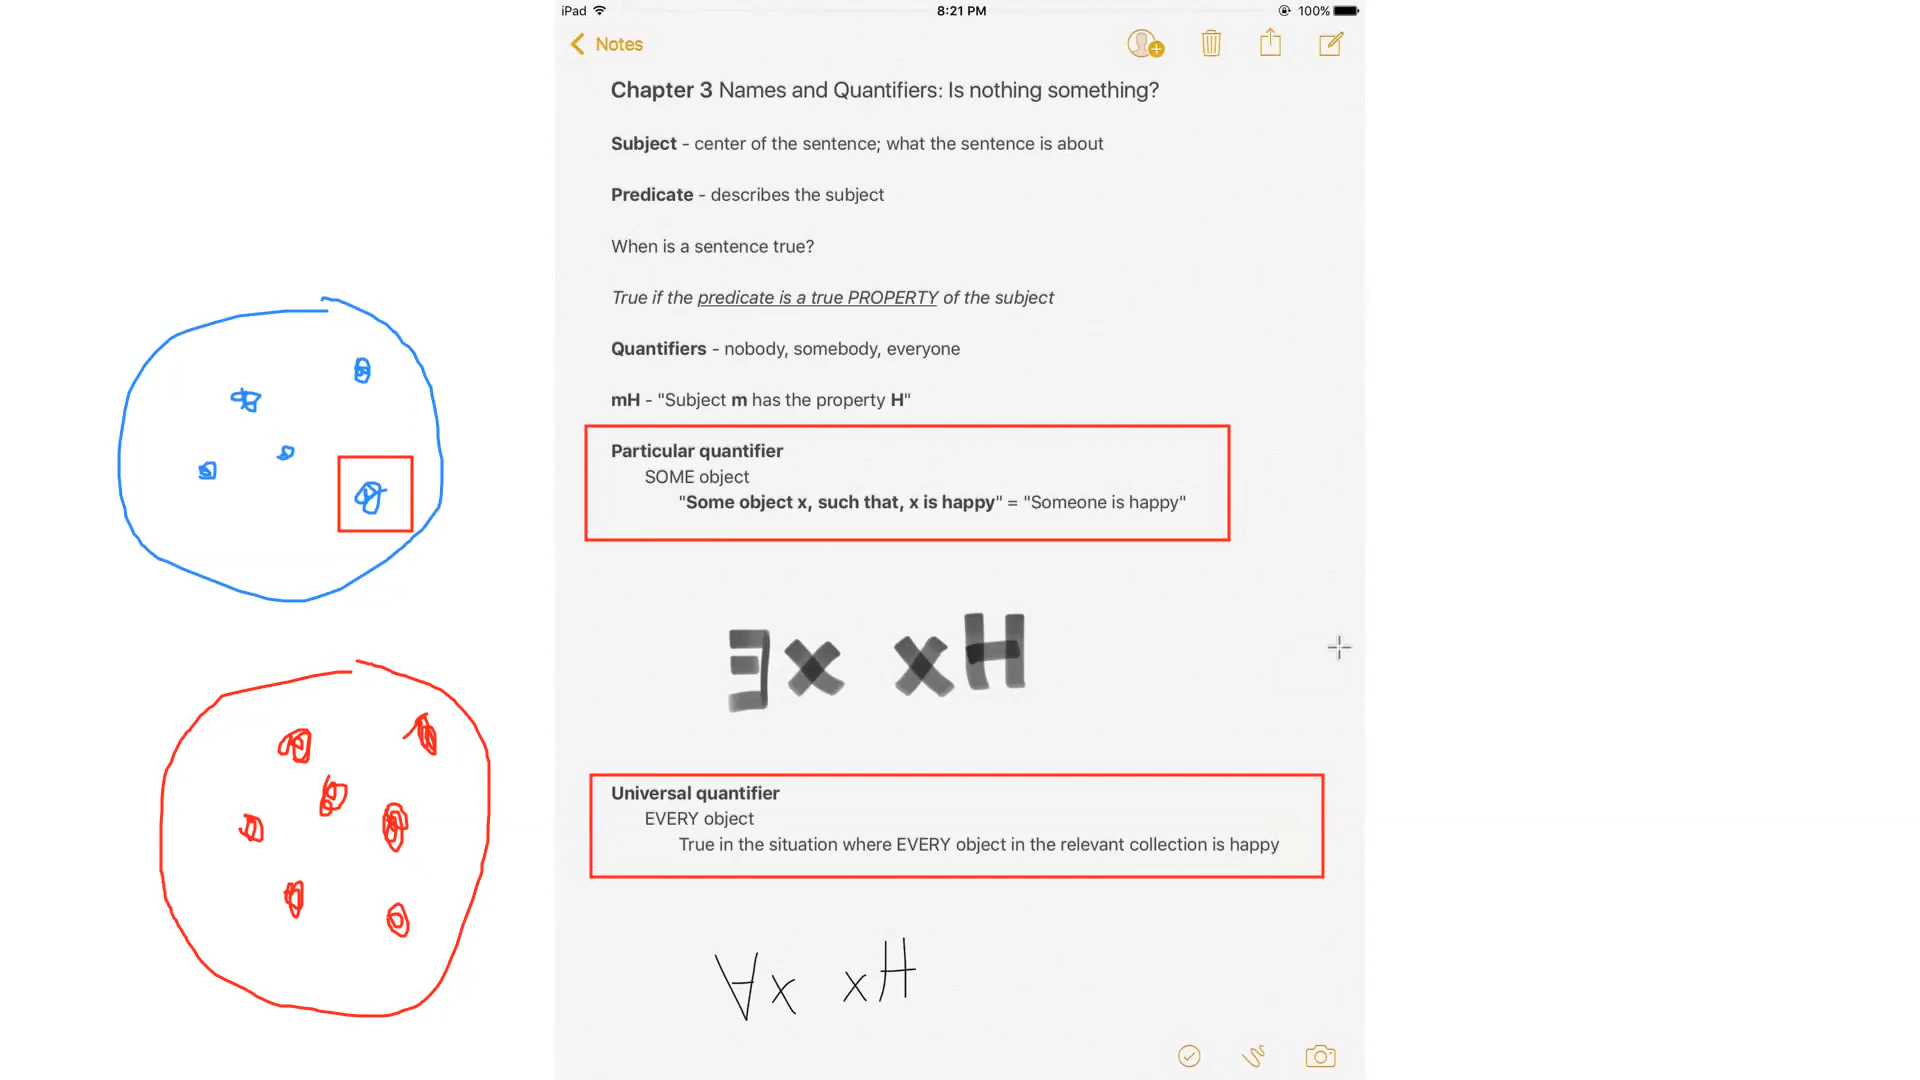 iPad 8:21 PM 100%
Notes
Chapter 3 Names and Quantifiers: Is nothing something?
Subject - center of the sentence; what the sentence is about
Predicate - describes the subject
When is a sentence true?
True if the predicate is a true PROPERTY of the subject
Quantifiers - nobody, somebody, everyone
mH - "Subject m has the property H"
Particular quantifier
SOME object
"Some object x, such that, x is happy" = "Someone is happy"
∃x xH
Universal quantifier
EVERY object
True in the situation where EVERY object in the relevant collection is happy
∀x xH